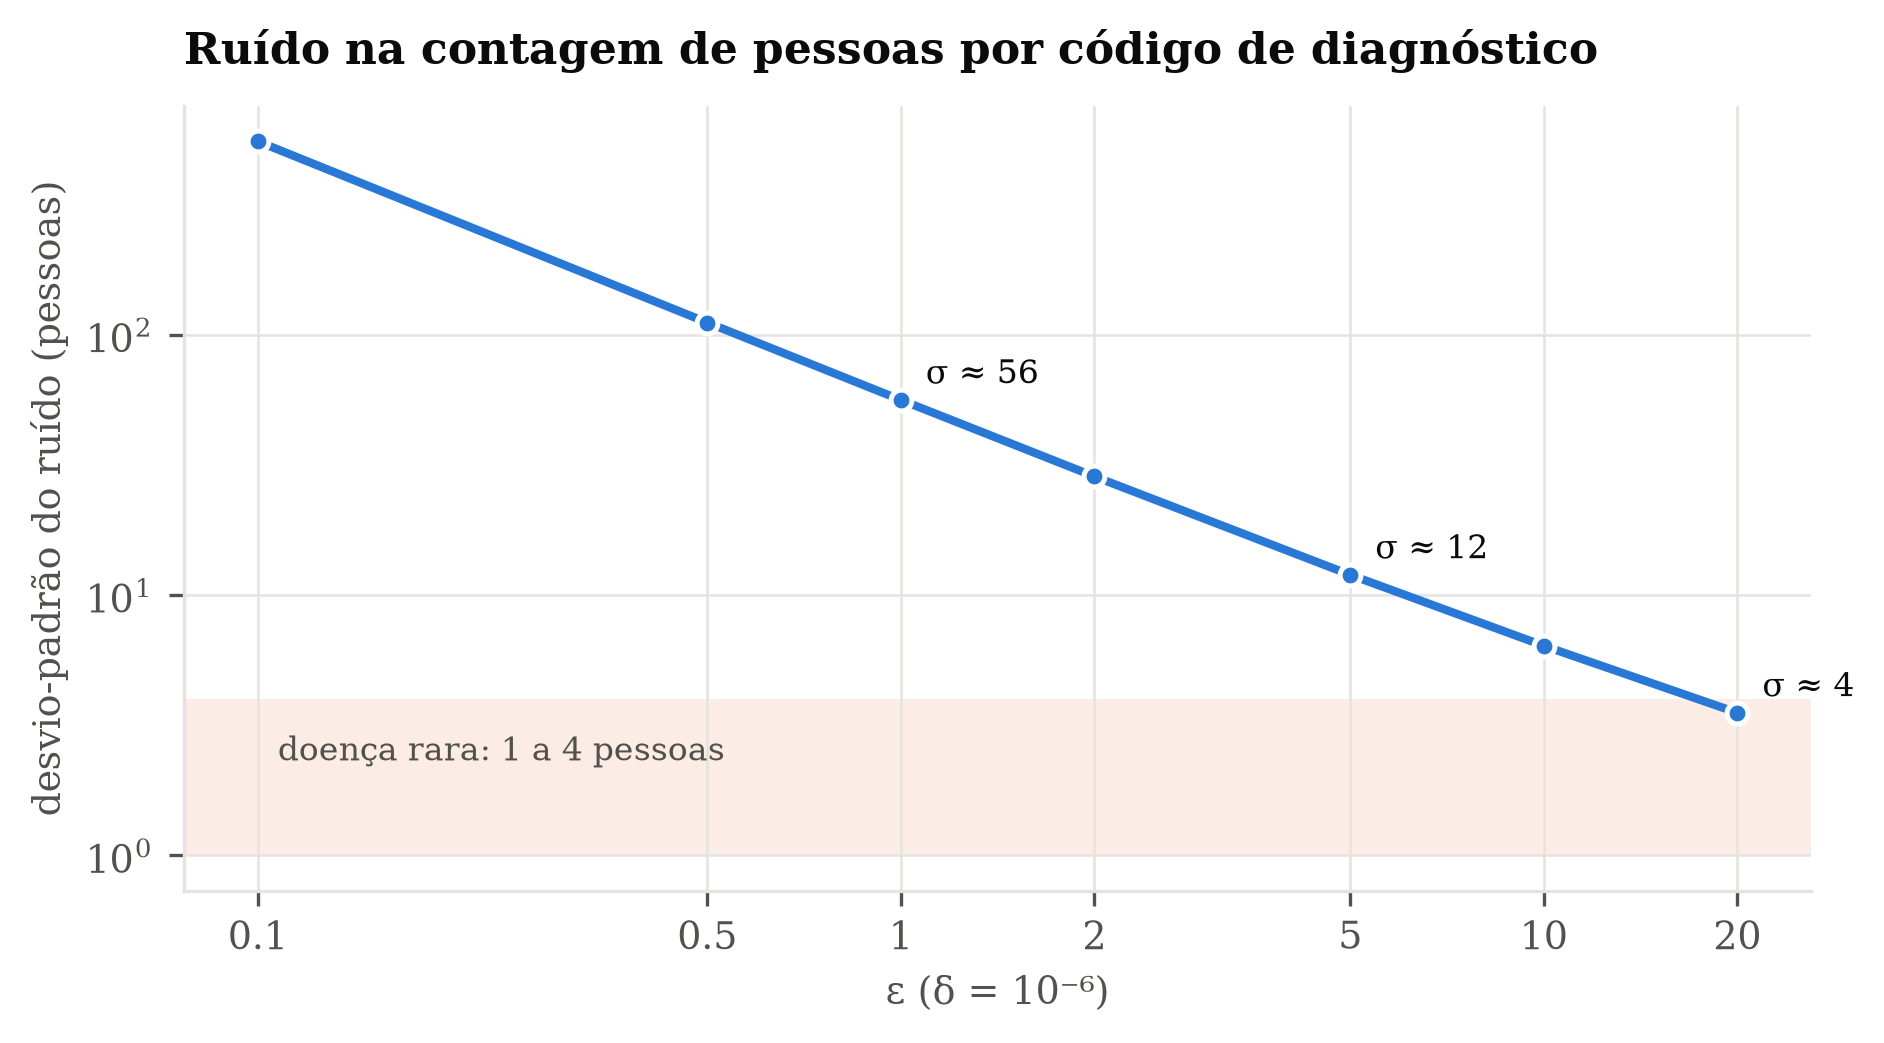 Ruído na contagem de pessoas por código de diagnóstico
desvio-padrão do ruído (pessoas)
10²
10¹
10⁰
σ ≈ 56
σ ≈ 12
σ ≈ 4
doença rara: 1 a 4 pessoas
0.1 0.5 1 2 5 10 20
ε (δ = 10⁻⁶)